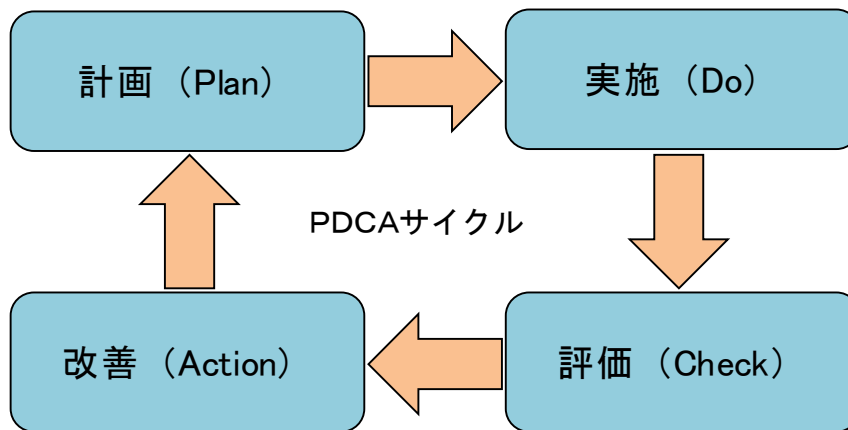 計画（Plan）
実施（Do）
PDCAサイクル
改善（Action）
評価（Check）